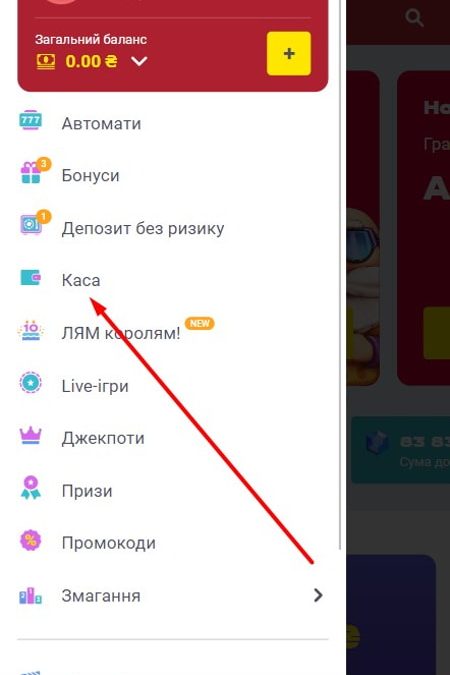 Загальний баланс
0.00 ₴
+
777
Автомати
3
Бонуси
1
Депозит без ризику
Каса
10
ЛЯМ королям!
NEW
Live-ігри
Джекпоти
Призи
%
Промокоди
Змагання
Но
Гра
А
83 83
Сума до